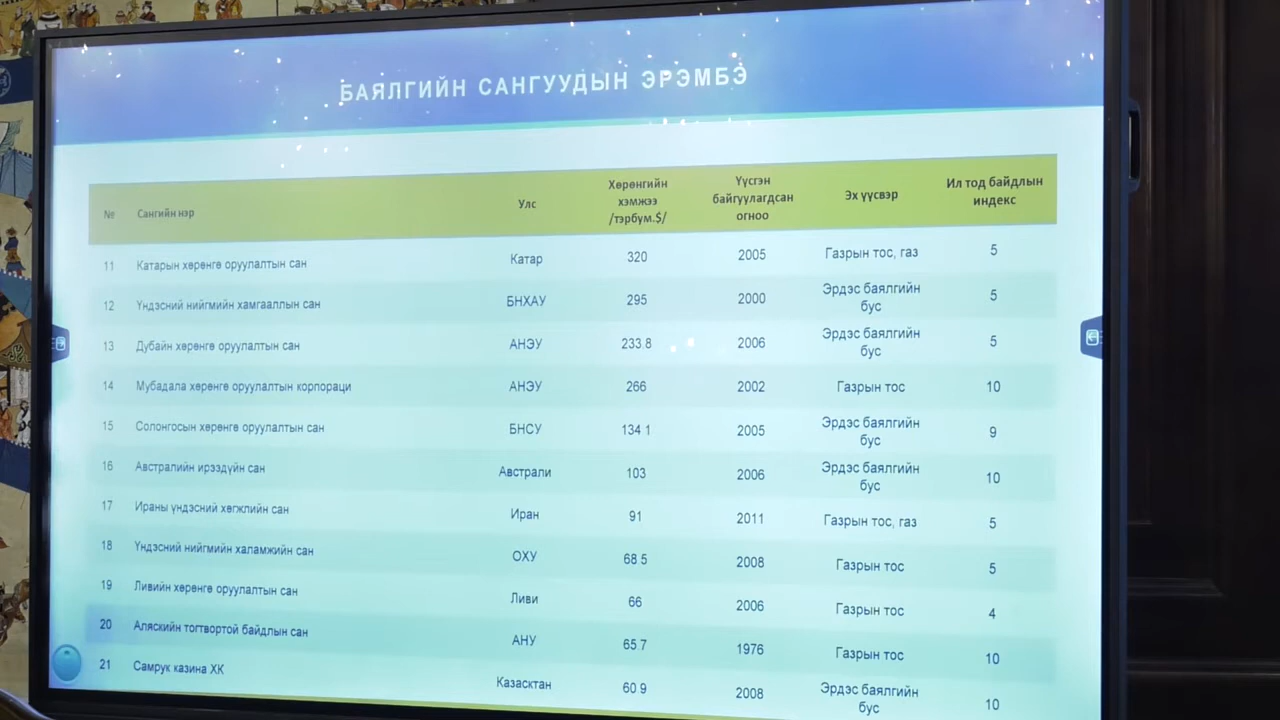 БАЯЛГИЙН САНГУУДЫН ЭРЭМБЭ
№ Сангийн нэр Улс Хөрөнгийн хэмжээ /тэрбум.$/ Үүсгэн байгуулагдсан огноо Эх үүсвэр Ил тод байдлын индекс
11 Катарын хөрөнгө оруулалтын сан Катар 320 2005 Газрын тос, газ 5
12 Үндэсний нийгмийн хамгааллын сан БНХАУ 295 2000 Эрдэс баялгийн бус 5
13 Дубайн хөрөнгө оруулалтын сан АНЭУ 233.8 2006 Эрдэс баялгийн бус 5
14 Мубадала хөрөнгө оруулалтын корпораци АНЭУ 266 2002 Газрын тос 10
15 Солонгосын хөрөнгө оруулалтын сан БНСУ 134.1 2005 Эрдэс баялгийн бус 9
16 Австралийн ирээдүйн сан Австрали 103 2006 Эрдэс баялгийн бус 10
17 Ираны үндэсний хөгжлийн сан Иран 91 2011 Газрын тос, газ 5
18 Үндэсний нийгмийн халамжийн сан ОХУ 68.5 2008 Газрын тос 5
19 Ливийн хөрөнгө оруулалтын сан Ливи 66 2006 Газрын тос 4
20 Аляскийн тогтвортой байдлын сан АНУ 65.7 1976 Газрын тос 10
21 Самрук казина ХК Казасктан 60.9 2008 Эрдэс баялгийн бус 10